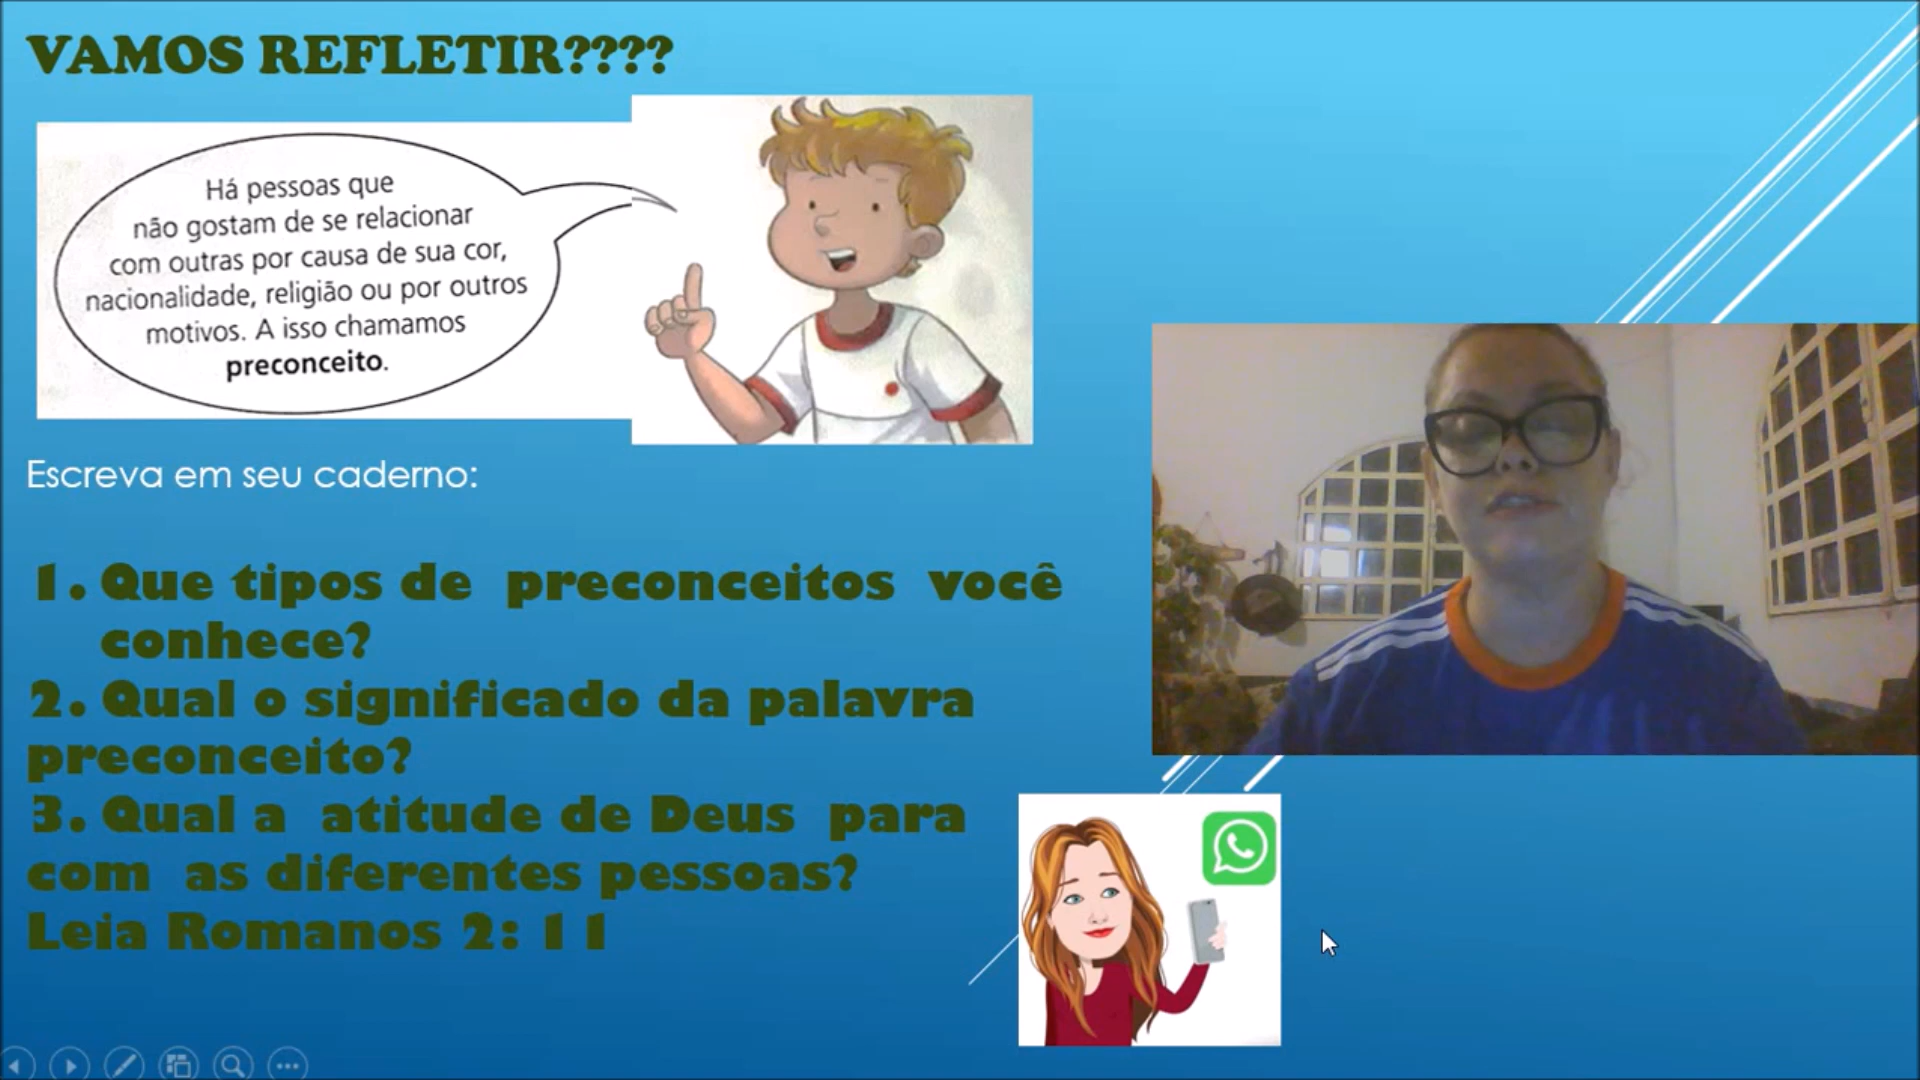 VAMOS REFLETIR????
Há pessoas que
não gostam de se relacionar
com outras por causa de sua cor,
nacionalidade, religião ou por outros
motivos. A isso chamamos
preconceito.
Escreva em seu caderno:
1. Que tipos de preconceitos você
conhece?
2. Qual o significado da palavra
preconceito?
3. Qual a atitude de Deus para
com as diferentes pessoas?
Leia Romanos 2: 11